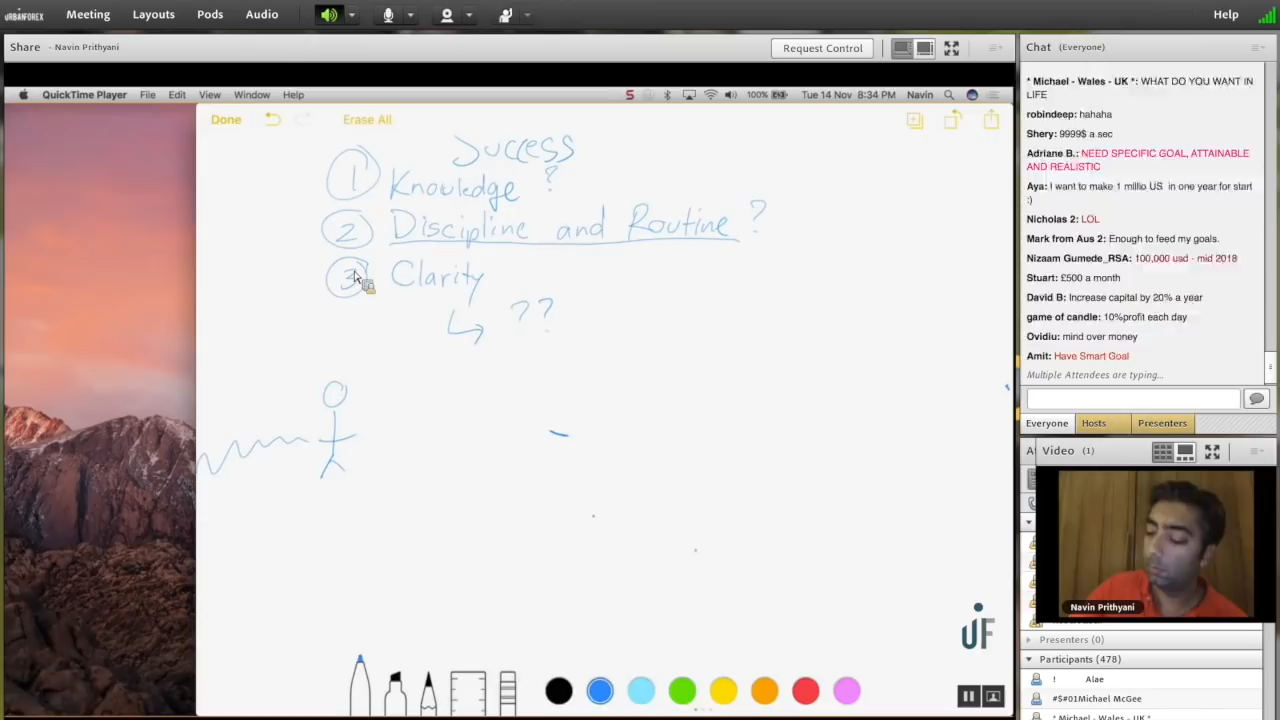 URBANFOREX Meeting Layouts Pods Audio Help
Share - Navin Prithyani Request Control
QuickTime Player File Edit View Window Help S 100% Tue 14 Nov 8:34 PM Navin
Done Erase All
Success
1 Knowledge ?
2 Discipline and Routine ?
3 Clarity
??
UF
Chat (Everyone)
* Michael - Wales - UK *: WHAT DO YOU WANT IN
LIFE
robindeep: hahaha
Shery: 9999$ a sec
Adriane B.: NEED SPECIFIC GOAL, ATTAINABLE
AND REALISTIC
Aya: I want to make 1 millio US in one year for start
:)
Nicholas 2: LOL
Mark from Aus 2: Enough to feed my goals.
Nizaam Gumede_RSA: 100,000 usd - mid 2018
Stuart: £500 a month
David B: Increase capital by 20% a year
game of candle: 10%profit each day
Ovidiu: mind over money
Amit: Have Smart Goal
Multiple Attendees are typing...
Everyone Hosts Presenters
Video (1)
Navin Prithyani
Presenters (0)
Participants (478)
! Alae
#$#01Michael McGee
* Michael - Wales - UK *